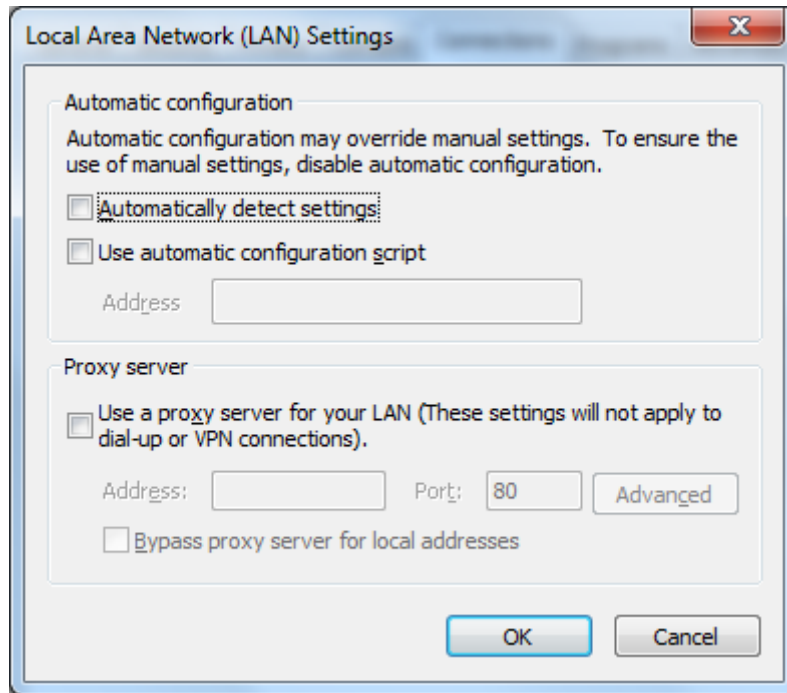 Local Area Network (LAN) Settings
Connections
Programs
Automatic configuration
Automatic configuration may override manual settings.  To ensure the
use of manual settings, disable automatic configuration.
Automatically detect settings
Use automatic configuration script
Address
Proxy server
Use a proxy server for your LAN (These settings will not apply to
dial-up or VPN connections).
Address: Port: 80 Advanced
Bypass proxy server for local addresses
OK Cancel